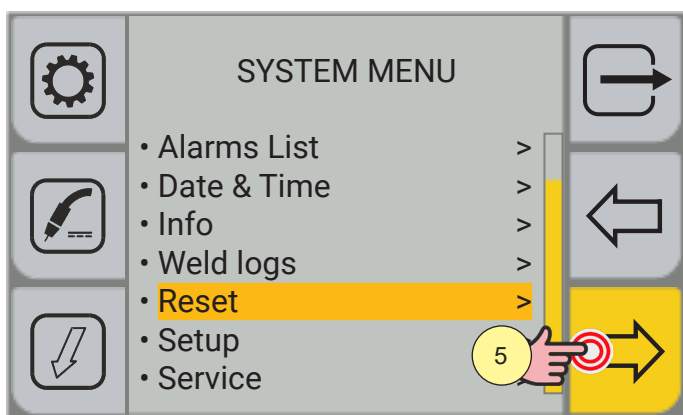 SYSTEM MENU
• Alarms List >
• Date & Time >
• Info >
• Weld logs >
• Reset >
• Setup
• Service
5